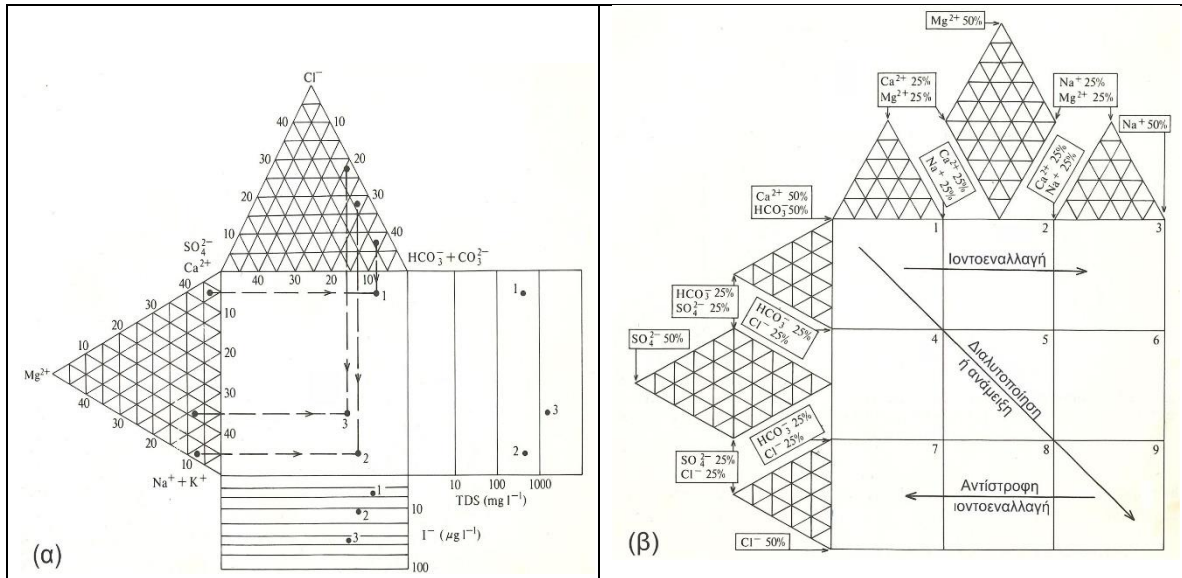 Cl⁻
40 10
30 20
20 30
10 40
SO₄²⁻
Ca²⁺
HCO₃⁻ + CO₃²⁻
40 30 20 10
40
30
20
10
10
20
30
40
Mg²⁺
40
30
20
10
Na⁺ + K⁺
1
3
2
1
3
2
10 100 1000
TDS (mg l⁻¹)
1
2
3
10
I⁻ (μg l⁻¹)
100
(α)
Mg²⁺ 50%
Ca²⁺ 25%
Mg²⁺ 25%
Na⁺ 25%
Mg²⁺ 25%
Na⁺ 50%
Ca²⁺ 25%
Na⁺ 25%
Ca²⁺ 25%
Na⁺ 25%
Ca²⁺ 50%
HCO₃⁻ 50%
1 2 3
Ιοντοεναλλαγή
HCO₃⁻ 25%
SO₄²⁻ 25%
HCO₃⁻ 25%
Cl⁻ 25%
SO₄²⁻ 50%
4 5 6
Διαλυτοποίηση
ή ανάμειξη
HCO₃⁻ 25%
Cl⁻ 25%
SO₄²⁻ 25%
Cl⁻ 25%
7 8 9
Αντίστροφη
ιοντοεναλλαγή
Cl⁻ 50%
(β)